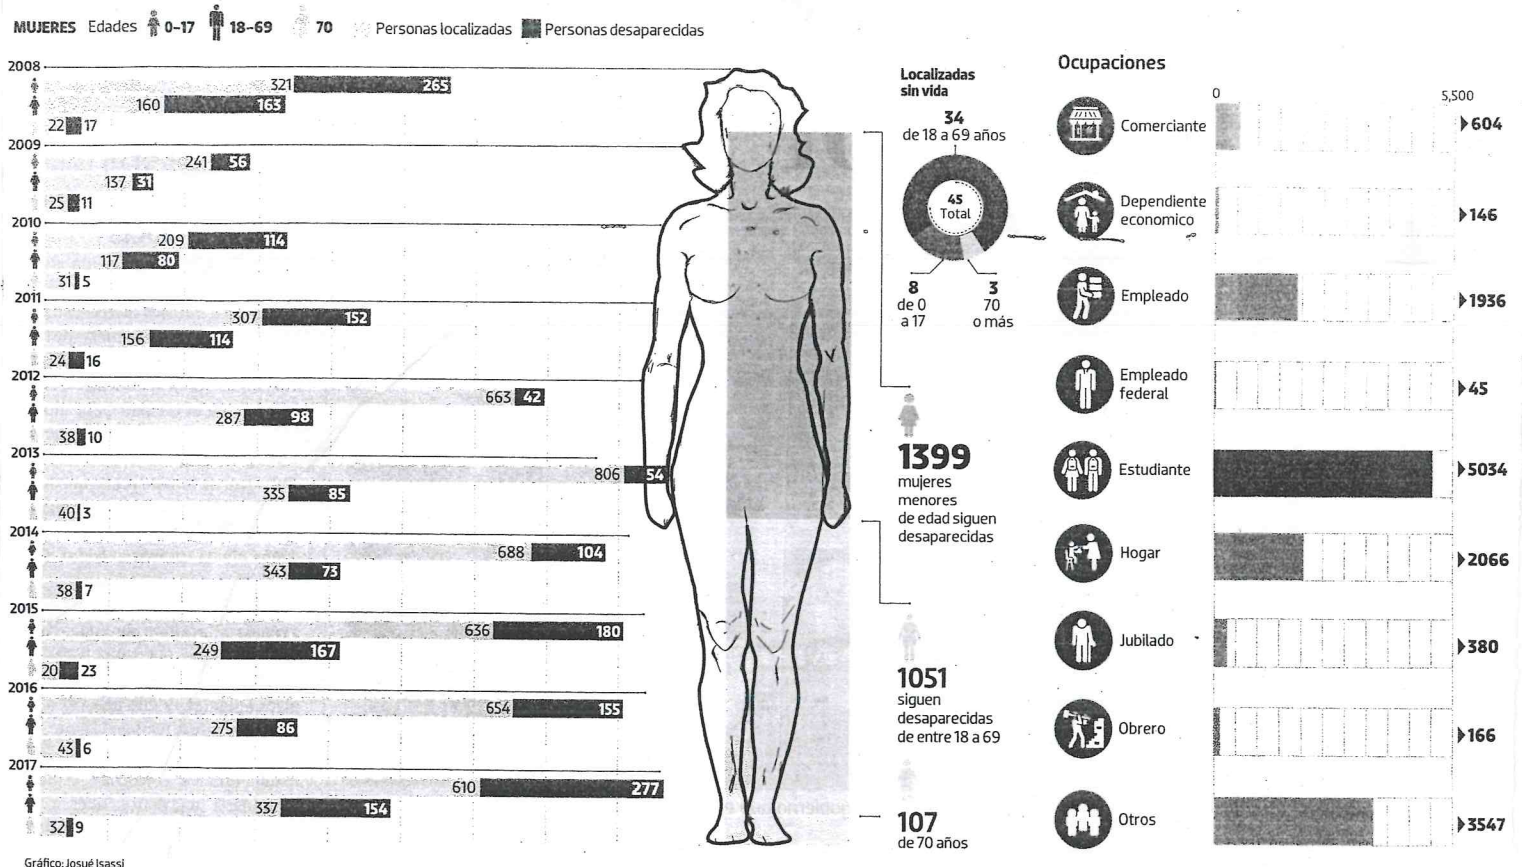 MUJERES Edades 0-17 18-69 70 Personas localizadas Personas desaparecidas
2008
321 265
160 163
22 17
2009
241 56
137 31
25 11
2010
209 114
117 80
31 5
2011
307 152
156 114
24 16
2012
663 42
287 98
38 10
2013
806 54
335 85
40 3
2014
688 104
343 73
38 7
2015
636 180
249 167
20 23
2016
654 155
275 86
43 6
2017
610 277
337 154
32 9
Gráfico: Josué Isassi
Localizadas
sin vida
34
de 18 a 69 años
45
Total
8
de 0
a 17
3
70
o más
1399
mujeres
menores
de edad siguen
desaparecidas
1051
siguen
desaparecidas
de entre 18 a 69
107
de 70 años
Ocupaciones
0 5,500
Comerciante 604
Dependiente
economico 146
Empleado 1936
Empleado
federal 45
Estudiante 5034
Hogar 2066
Jubilado 380
Obrero 166
Otros 3547